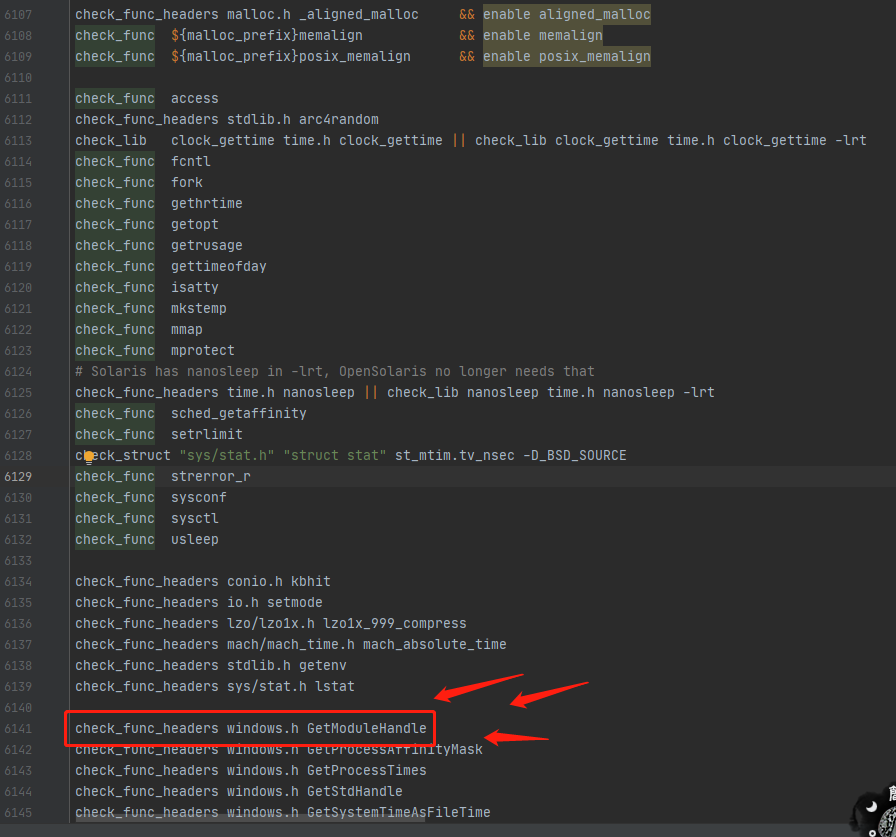 6107 check_func_headers malloc.h _aligned_malloc && enable aligned_malloc
6108 check_func ${malloc_prefix}memalign && enable memalign
6109 check_func ${malloc_prefix}posix_memalign && enable posix_memalign
6110
6111 check_func access
6112 check_func_headers stdlib.h arc4random
6113 check_lib clock_gettime time.h clock_gettime || check_lib clock_gettime time.h clock_gettime -lrt
6114 check_func fcntl
6115 check_func fork
6116 check_func gethrtime
6117 check_func getopt
6118 check_func getrusage
6119 check_func gettimeofday
6120 check_func isatty
6121 check_func mkstemp
6122 check_func mmap
6123 check_func mprotect
6124 # Solaris has nanosleep in -lrt, OpenSolaris no longer needs that
6125 check_func_headers time.h nanosleep || check_lib nanosleep time.h nanosleep -lrt
6126 check_func sched_getaffinity
6127 check_func setrlimit
6128 check_struct "sys/stat.h" "struct stat" st_mtim.tv_nsec -D_BSD_SOURCE
6129 check_func strerror_r
6130 check_func sysconf
6131 check_func sysctl
6132 check_func usleep
6133
6134 check_func_headers conio.h kbhit
6135 check_func_headers io.h setmode
6136 check_func_headers lzo/lzo1x.h lzo1x_999_compress
6137 check_func_headers mach/mach_time.h mach_absolute_time
6138 check_func_headers stdlib.h getenv
6139 check_func_headers sys/stat.h lstat
6140
6141 check_func_headers windows.h GetModuleHandle
6142 check_func_headers windows.h GetProcessAffinityMask
6143 check_func_headers windows.h GetProcessTimes
6144 check_func_headers windows.h GetStdHandle
6145 check_func_headers windows.h GetSystemTimeAsFileTime